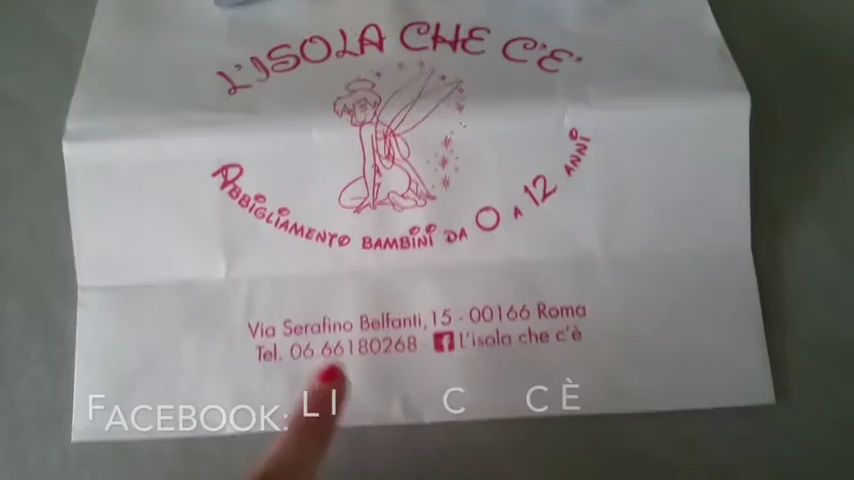 L'ISOLA CHE C'È
ABBIGLIAMENTO BAMBINI DA 0 A 12 ANNI
Via Serafino Belfanti, 15 - 00166 Roma
Tel. 06.66180268 f L'isola che c'è
FACEBOOK: L I C C È